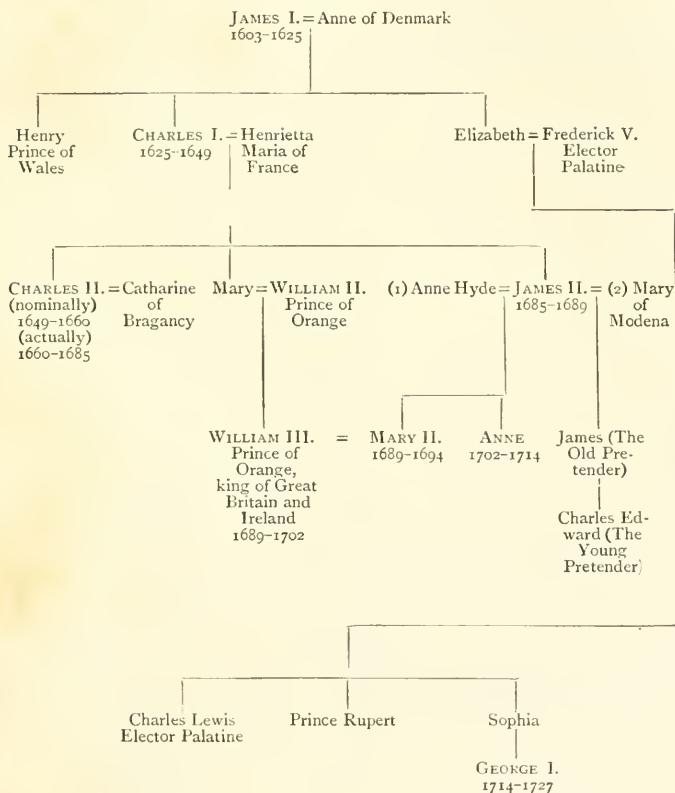 JAMES I. = Anne of Denmark
1603-1625
Henry
Prince of
Wales
CHARLES I. = Henrietta
1625-1649
Maria of
France
Elizabeth = Frederick V.
Elector
Palatine
CHARLES II. = Catharine
(nominally)
of
1649-1660
Bragancy
(actually)
1660-1685
Mary = WILLIAM II.
Prince of
Orange
(1) Anne Hyde = JAMES II. = (2) Mary
1685-1689
of
Modena
WILLIAM III. = MARY II.
Prince of
Orange,
king of Great
Britain and
Ireland
1689-1702
1689-1694
ANNE
1702-1714
James (The
Old Pre-
tender)
Charles Ed-
ward (The
Young
Pretender)
Charles Lewis
Elector Palatine
Prince Rupert
Sophia
GEORGE I.
1714-1727